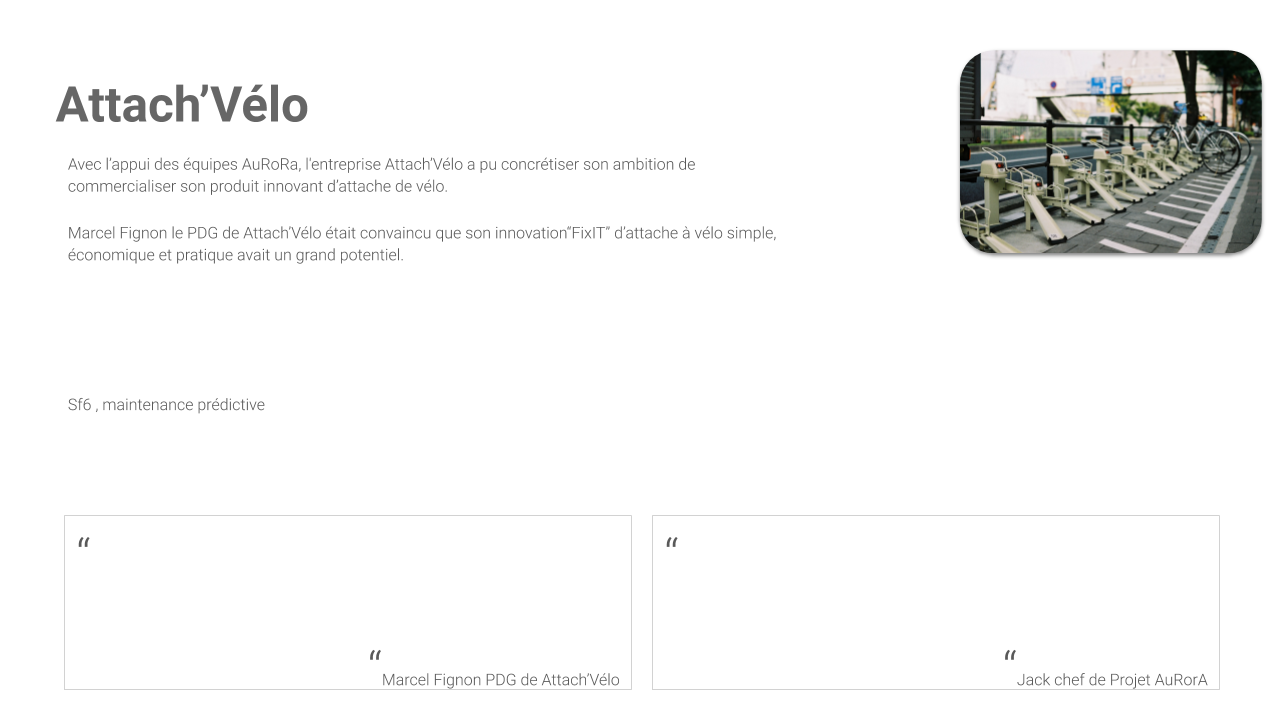 Attach’Vélo
Avec l’appui des équipes AuRoRa, l’entreprise Attach’Vélo a pu concrétiser son ambition de
commercialiser son produit innovant d’attache de vélo.
Marcel Fignon le PDG de Attach’Vélo était convaincu que son innovation“FixIT” d’attache à vélo simple,
économique et pratique avait un grand potentiel.
Sf6 , maintenance prédictive
“
“
Marcel Fignon PDG de Attach’Vélo
“
“
Jack chef de Projet AuRorA